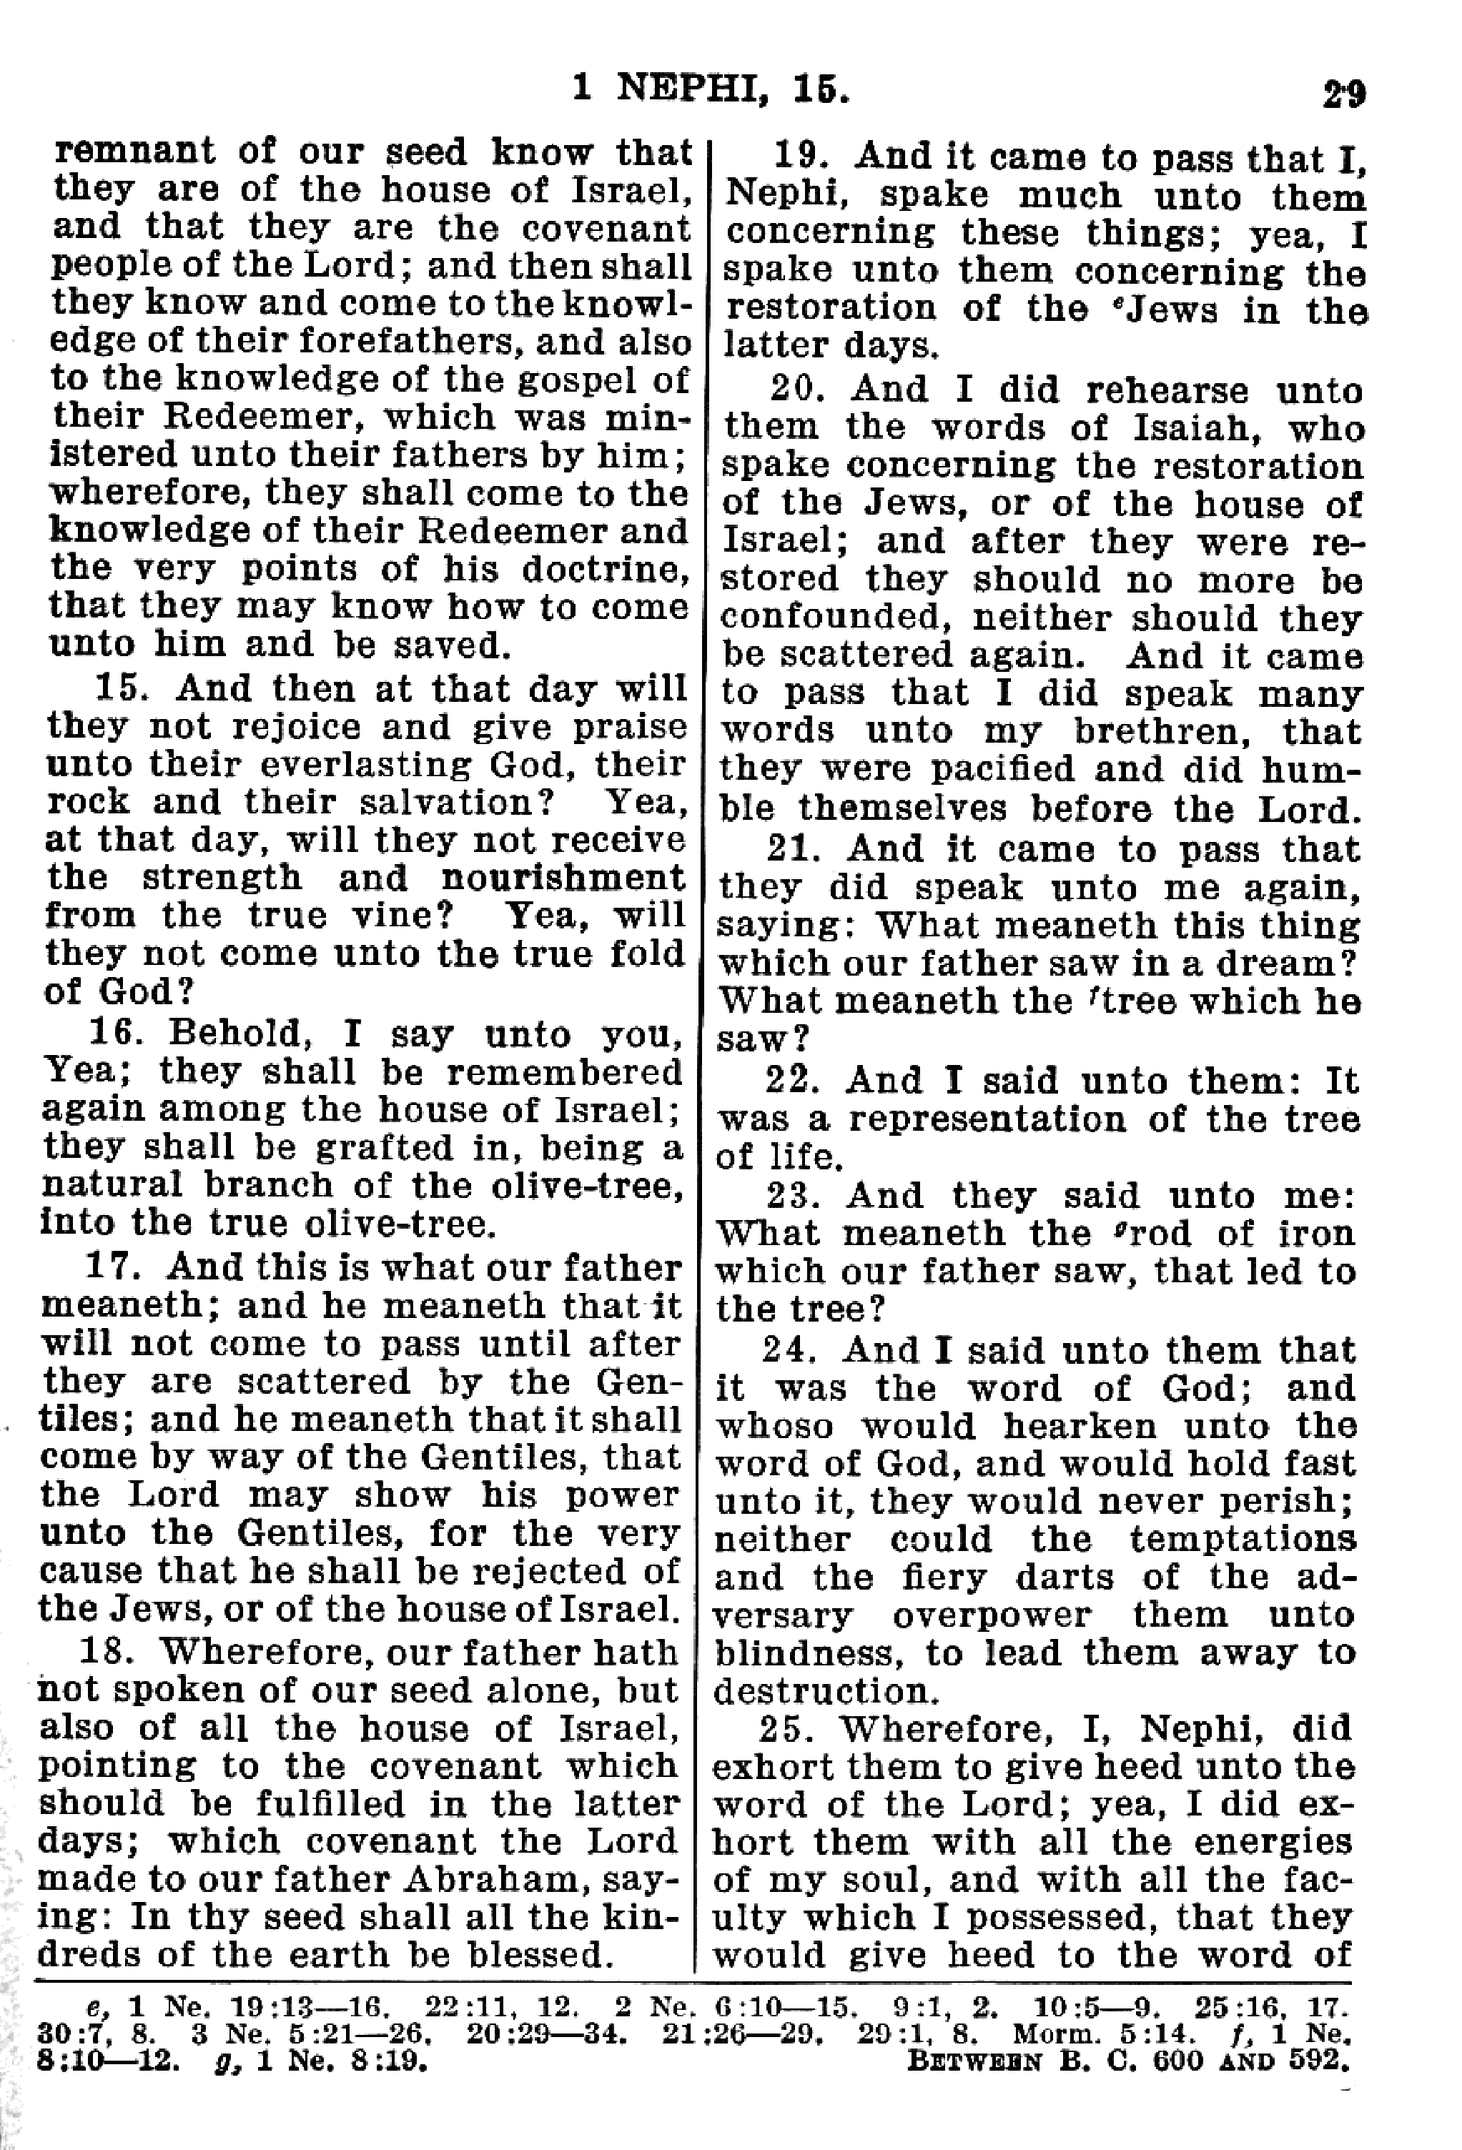 1 NEPHI, 15.
29
remnant of our seed know that
they are of the house of Israel,
and that they are the covenant
people of the Lord; and then shall
they know and come to the knowl-
edge of their forefathers, and also
to the knowledge of the gospel of
their Redeemer, which was min-
istered unto their fathers by him;
wherefore, they shall come to the
knowledge of their Redeemer and
the very points of his doctrine,
that they may know how to come
unto him and be saved.
15. And then at that day will
they not rejoice and give praise
unto their everlasting God, their
rock and their salvation? Yea,
at that day, will they not receive
the strength and nourishment
from the true vine? Yea, will
they not come unto the true fold
of God?
16. Behold, I say unto you,
Yea; they shall be remembered
again among the house of Israel;
they shall be grafted in, being a
natural branch of the olive-tree,
into the true olive-tree.
17. And this is what our father
meaneth; and he meaneth that it
will not come to pass until after
they are scattered by the Gen-
tiles; and he meaneth that it shall
come by way of the Gentiles, that
the Lord may show his power
unto the Gentiles, for the very
cause that he shall be rejected of
the Jews, or of the house of Israel.
18. Wherefore, our father hath
not spoken of our seed alone, but
also of all the house of Israel,
pointing to the covenant which
should be fulfilled in the latter
days; which covenant the Lord
made to our father Abraham, say-
ing: In thy seed shall all the kin-
dreds of the earth be blessed.
19. And it came to pass that I,
Nephi, spake much unto them
concerning these things; yea, I
spake unto them concerning the
restoration of the eJews in the
latter days.
20. And I did rehearse unto
them the words of Isaiah, who
spake concerning the restoration
of the Jews, or of the house of
Israel; and after they were re-
stored they should no more be
confounded, neither should they
be scattered again. And it came
to pass that I did speak many
words unto my brethren, that
they were pacified and did hum-
ble themselves before the Lord.
21. And it came to pass that
they did speak unto me again,
saying: What meaneth this thing
which our father saw in a dream?
What meaneth the ftree which he
saw?
22. And I said unto them: It
was a representation of the tree
of life.
23. And they said unto me:
What meaneth the grod of iron
which our father saw, that led to
the tree?
24. And I said unto them that
it was the word of God; and
whoso would hearken unto the
word of God, and would hold fast
unto it, they would never perish;
neither could the temptations
and the fiery darts of the ad-
versary overpower them unto
blindness, to lead them away to
destruction.
25. Wherefore, I, Nephi, did
exhort them to give heed unto the
word of the Lord; yea, I did ex-
hort them with all the energies
of my soul, and with all the fac-
ulty which I possessed, that they
would give heed to the word of
e, 1 Ne. 19:13—16. 22:11, 12. 2 Ne. 6:10—15. 9:1, 2. 10:5—9. 25:16, 17.
30:7, 8. 3 Ne. 5:21—26. 20:29—34. 21:26—29. 29:1, 8. Morm. 5:14. f, 1 Ne.
8:10—12. g, 1 Ne. 8:19.
BETWEEN B. C. 600 AND 592.